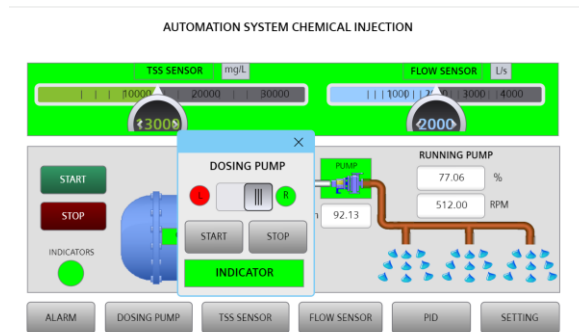 AUTOMATION SYSTEM CHEMICAL INJECTION
TSS SENSOR mg/L
FLOW SENSOR L/s
10000 20000 30000
1000 3000 4000
13000
2000
DOSING PUMP
L R
START STOP
INDICATOR
START
STOP
INDICATORS
PUMP
92.13
RUNNING PUMP
77.06 %
512.00 RPM
ALARM DOSING PUMP TSS SENSOR FLOW SENSOR PID SETTING